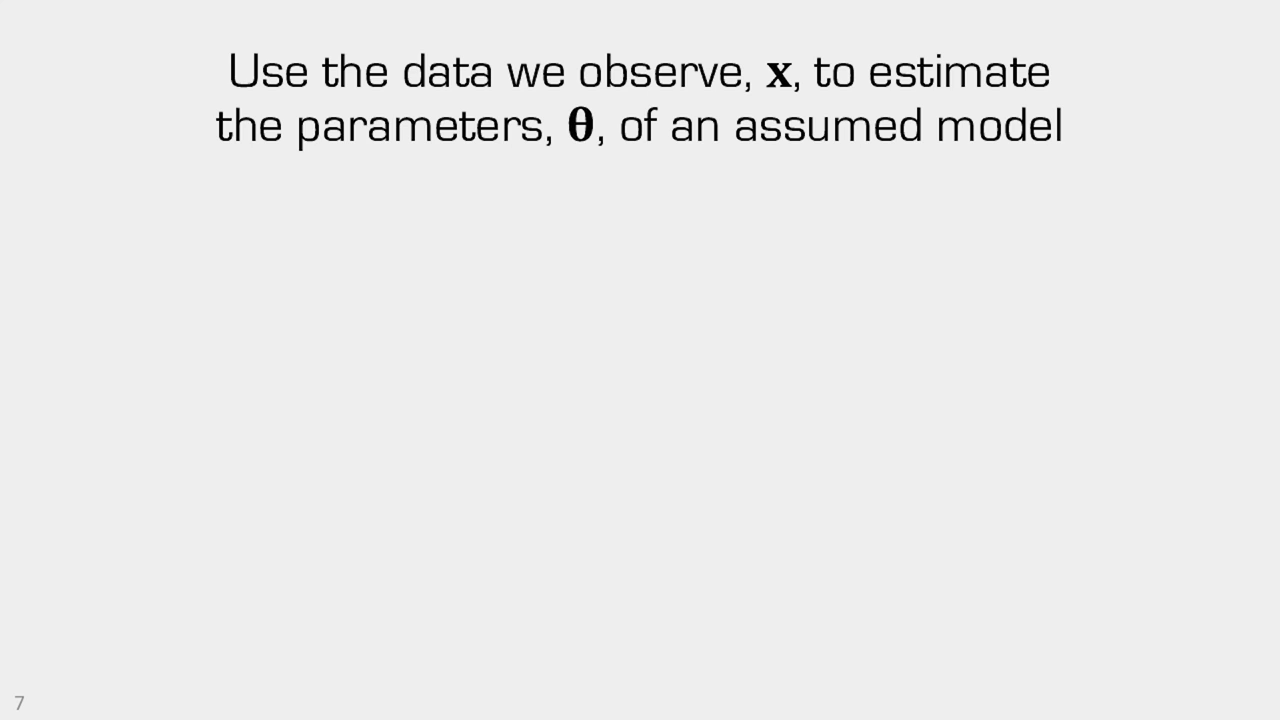 Use the data we observe, x, to estimate
the parameters, θ, of an assumed model
7